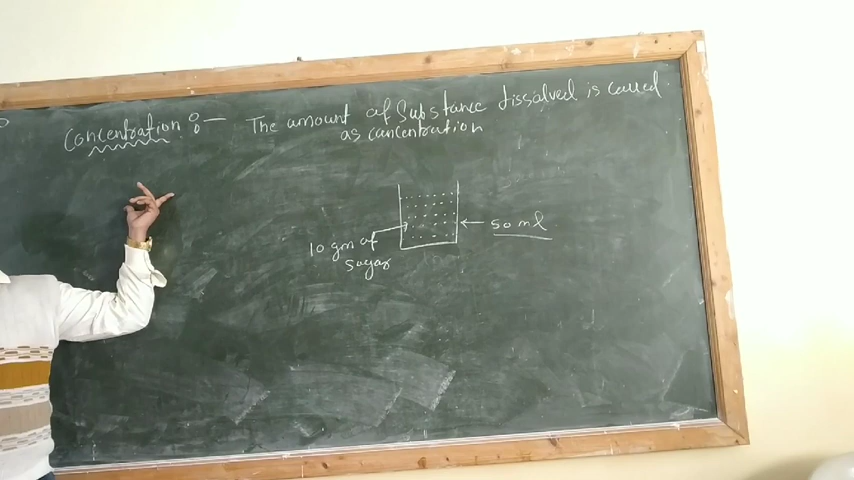 Concentration :- The amount of Substance dissolved is called
as concentration
50 ml
10 gm of
sugar